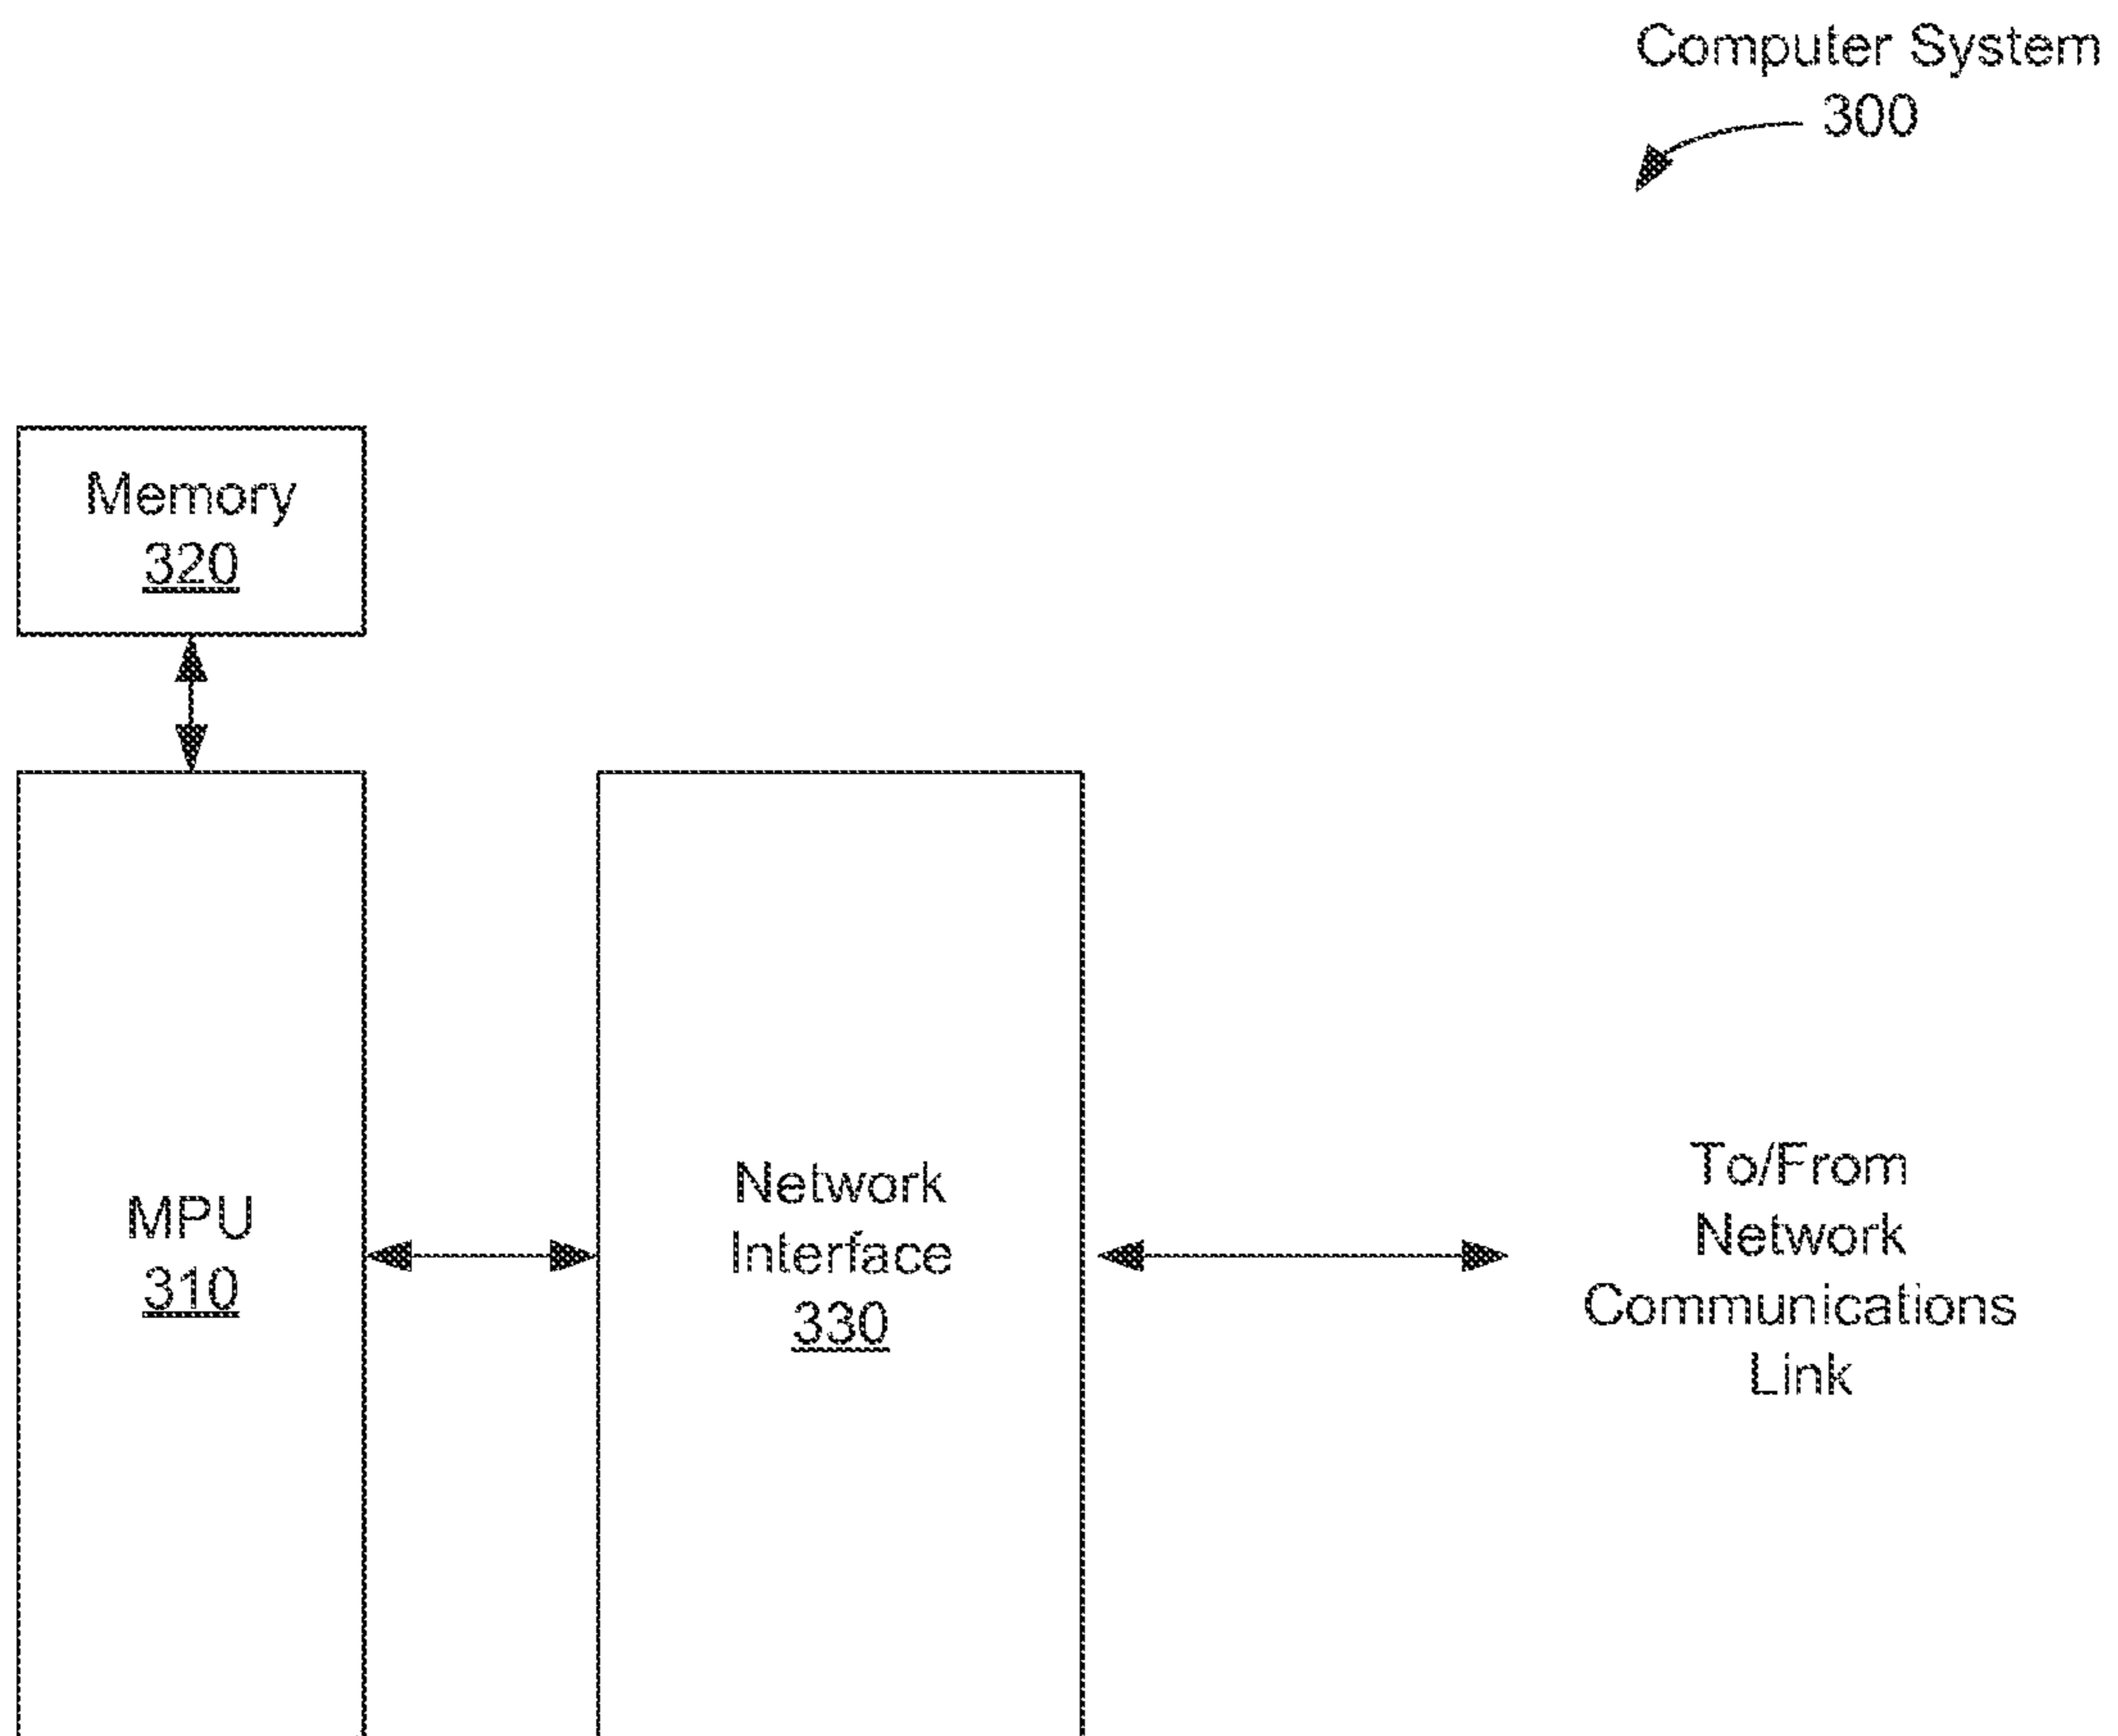 Computer System
300
Memory
320
MPU
310
Network
Interface
330
To/From
Network
Communications
Link